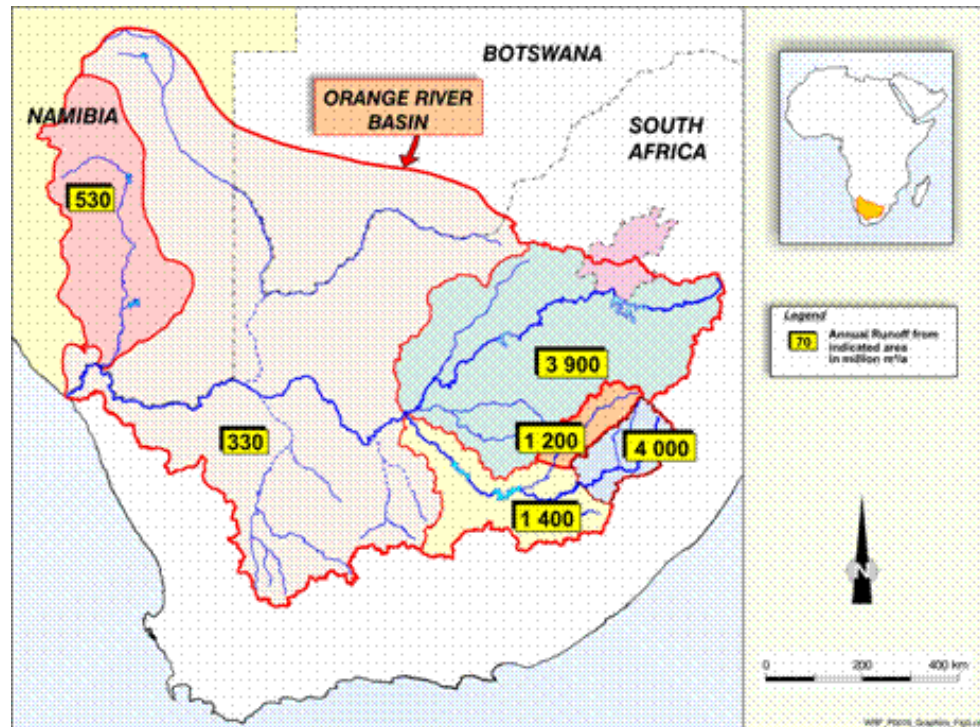 BOTSWANA
ORANGE RIVER
BASIN
NAMIBIA
SOUTH
AFRICA
530
3 900
1 200
4 000
330
1 400
Legend
70
Annual Runoff from
indicated area
in million m³/a
N
0 200 400 km